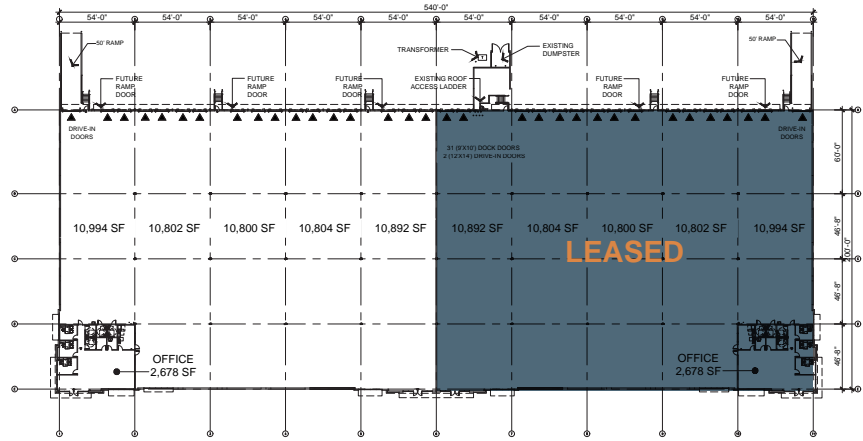 540'-0"
54'-0" 54'-0" 54'-0" 54'-0" 54'-0" 54'-0" 54'-0" 54'-0" 54'-0" 54'-0"
50' RAMP
TRANSFORMER
T
EXISTING
DUMPSTER
50' RAMP
FUTURE
RAMP
DOOR
FUTURE
RAMP
DOOR
FUTURE
RAMP
DOOR
EXISTING ROOF
ACCESS LADDER
FUTURE
RAMP
DOOR
FUTURE
RAMP
DOOR
DRIVE-IN
DOORS
31 (9'X10') DOCK DOORS
2 (12'X14') DRIVE-IN DOORS
DRIVE-IN
DOORS
60'-0"
10,994 SF 10,802 SF 10,800 SF 10,804 SF 10,892 SF 10,892 SF 10,804 SF 10,800 SF 10,802 SF 10,994 SF
46'-8"
200'-0"
LEASED
46'-8"
46'-8"
OFFICE
2,678 SF
OFFICE
2,678 SF